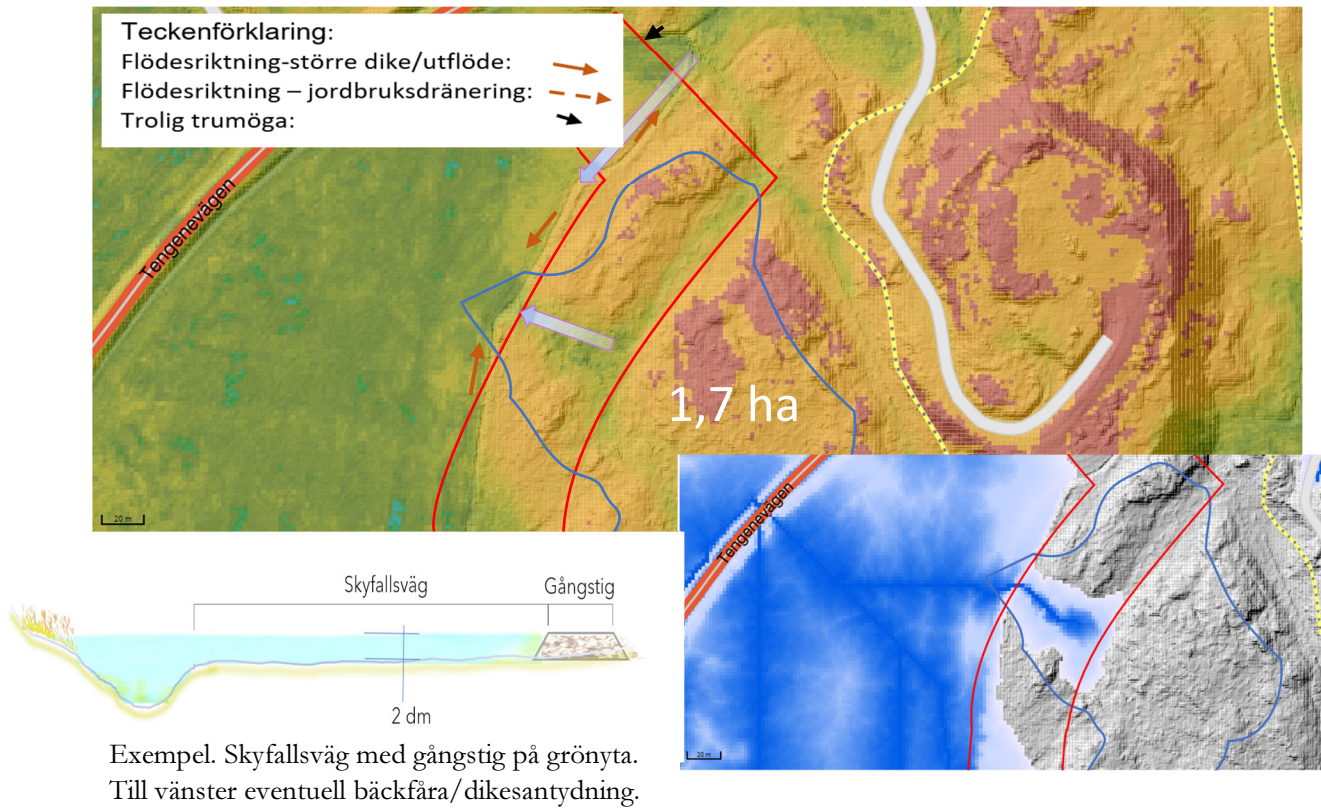 Teckenförklaring:
Flödesriktning-större dike/utflöde:
Flödesriktning – jordbruksdränering:
Trolig trumöga:
Tengenevägen
1,7 ha
20 m
Tengenevägen
20 m
Skyfallsväg
Gångstig
2 dm
Exempel. Skyfallsväg med gångstig på grönyta.
Till vänster eventuell bäckfåra/dikesantydning.